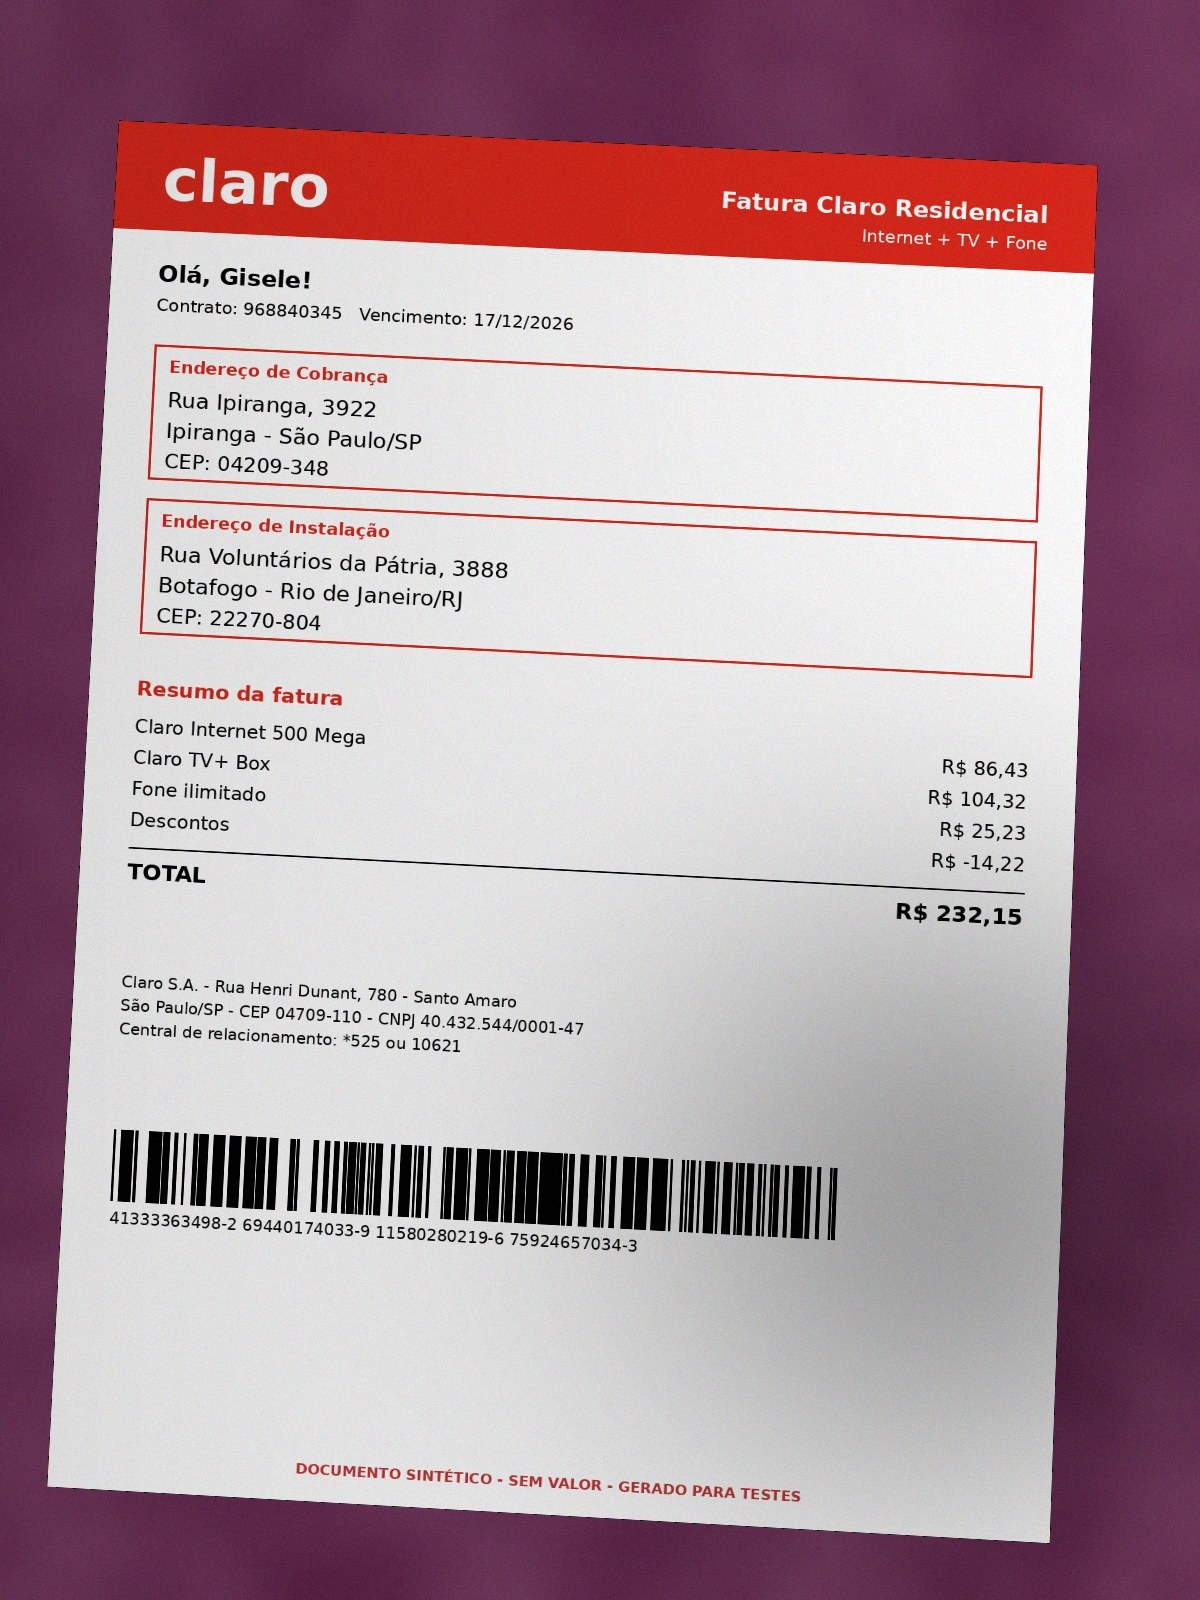 claro
Fatura Claro Residencial
Internet + TV + Fone
Olá, Gisele!
Contrato: 968840345 Vencimento: 17/12/2026
Endereço de Cobrança
Rua Ipiranga, 3922
Ipiranga - São Paulo/SP
CEP: 04209-348
Endereço de Instalação
Rua Voluntários da Pátria, 3888
Botafogo - Rio de Janeiro/RJ
CEP: 22270-804
Resumo da fatura
Claro Internet 500 Mega R$ 86,43
Claro TV+ Box R$ 104,32
Fone ilimitado R$ 25,23
Descontos R$ -14,22
TOTAL R$ 232,15
Claro S.A. - Rua Henri Dunant, 780 - Santo Amaro
São Paulo/SP - CEP 04709-110 - CNPJ 40.432.544/0001-47
Central de relacionamento: *525 ou 10621
41333363498-2 69440174033-9 11580280219-6 75924657034-3
DOCUMENTO SINTÉTICO - SEM VALOR - GERADO PARA TESTES